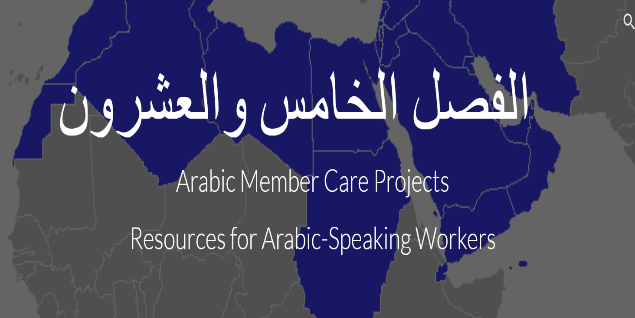 الفصل الخامس والعشرون
Arabic Member Care Projects
Resources for Arabic-Speaking Workers